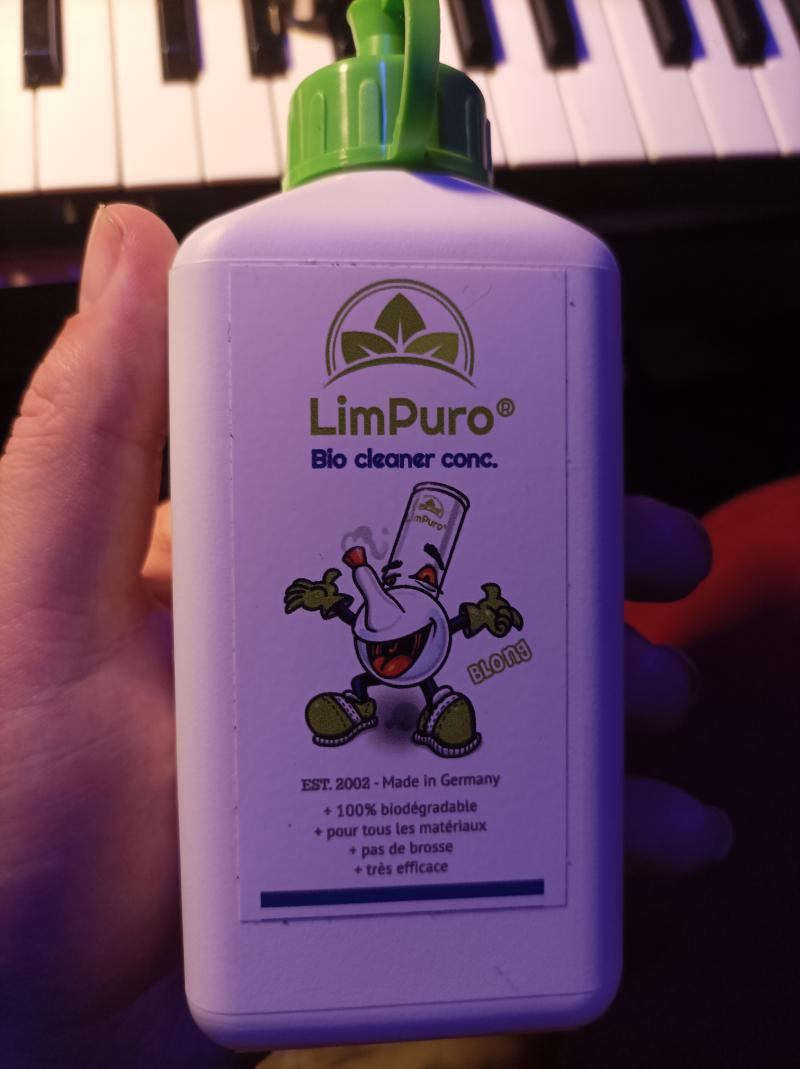 LimPuro®
Bio cleaner conc.
LimPuro®
BLONG
EST. 2002 - Made in Germany
+ 100% biodégradable
+ pour tous les matériaux
+ pas de brosse
+ très efficace